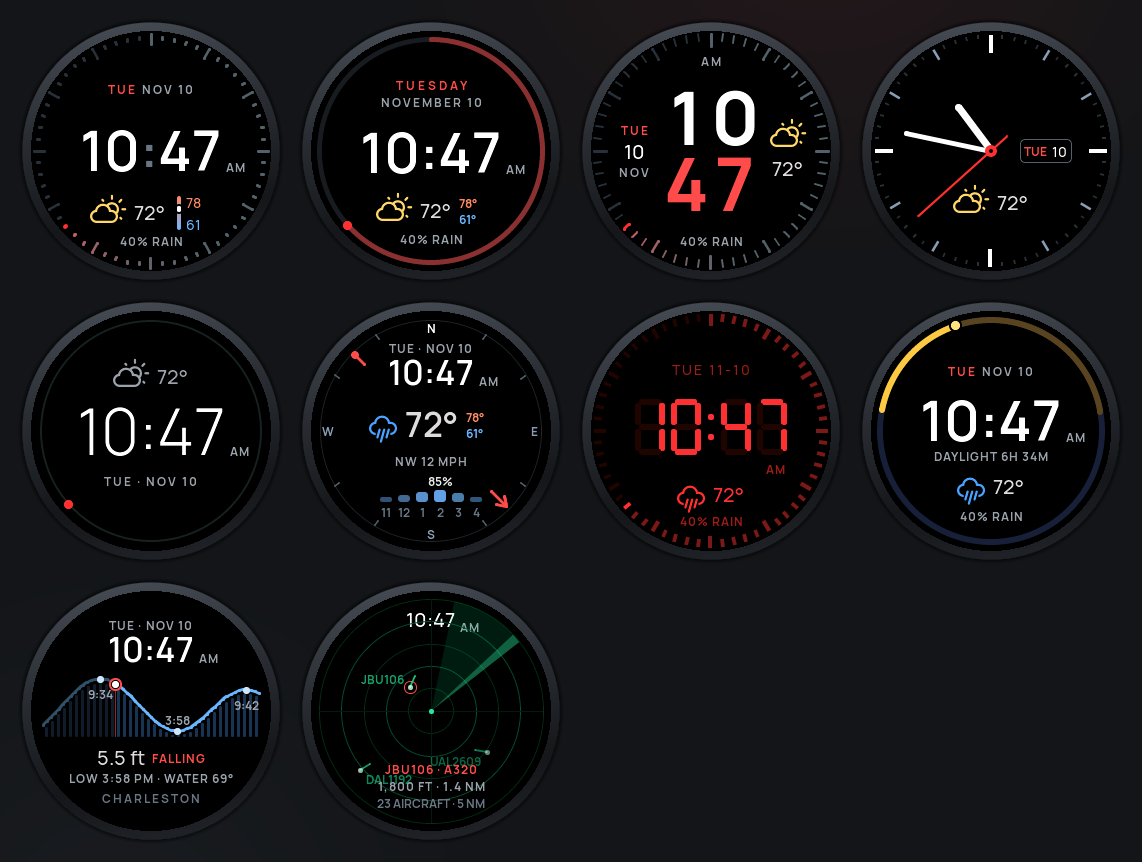 TUE NOV 10
10:47 AM
72° 78
61
40% RAIN
TUESDAY
NOVEMBER 10
10:47 AM
72° 78°
61°
40% RAIN
AM
10
47
TUE
10
NOV
72°
40% RAIN
TUE 10
72°
72°
10:47 AM
TUE · NOV 10
N
TUE · NOV 10
10:47 AM
W
72° 78°
61°
E
NW 12 MPH
85%
11 12 1 2 3 4
S
TUE 11-10
10:47
AM
72°
40% RAIN
TUE NOV 10
10:47 AM
DAYLIGHT 6H 34M
72°
40% RAIN
TUE · NOV 10
10:47 AM
9:34
3:58
9:42
5.5 ft FALLING
LOW 3:58 PM · WATER 69°
CHARLESTON
10:47 AM
JBU106
UAL2609
JBU106 · A320
DAL1192
1,800 FT · 1.4 NM
23 AIRCRAFT · 5 NM